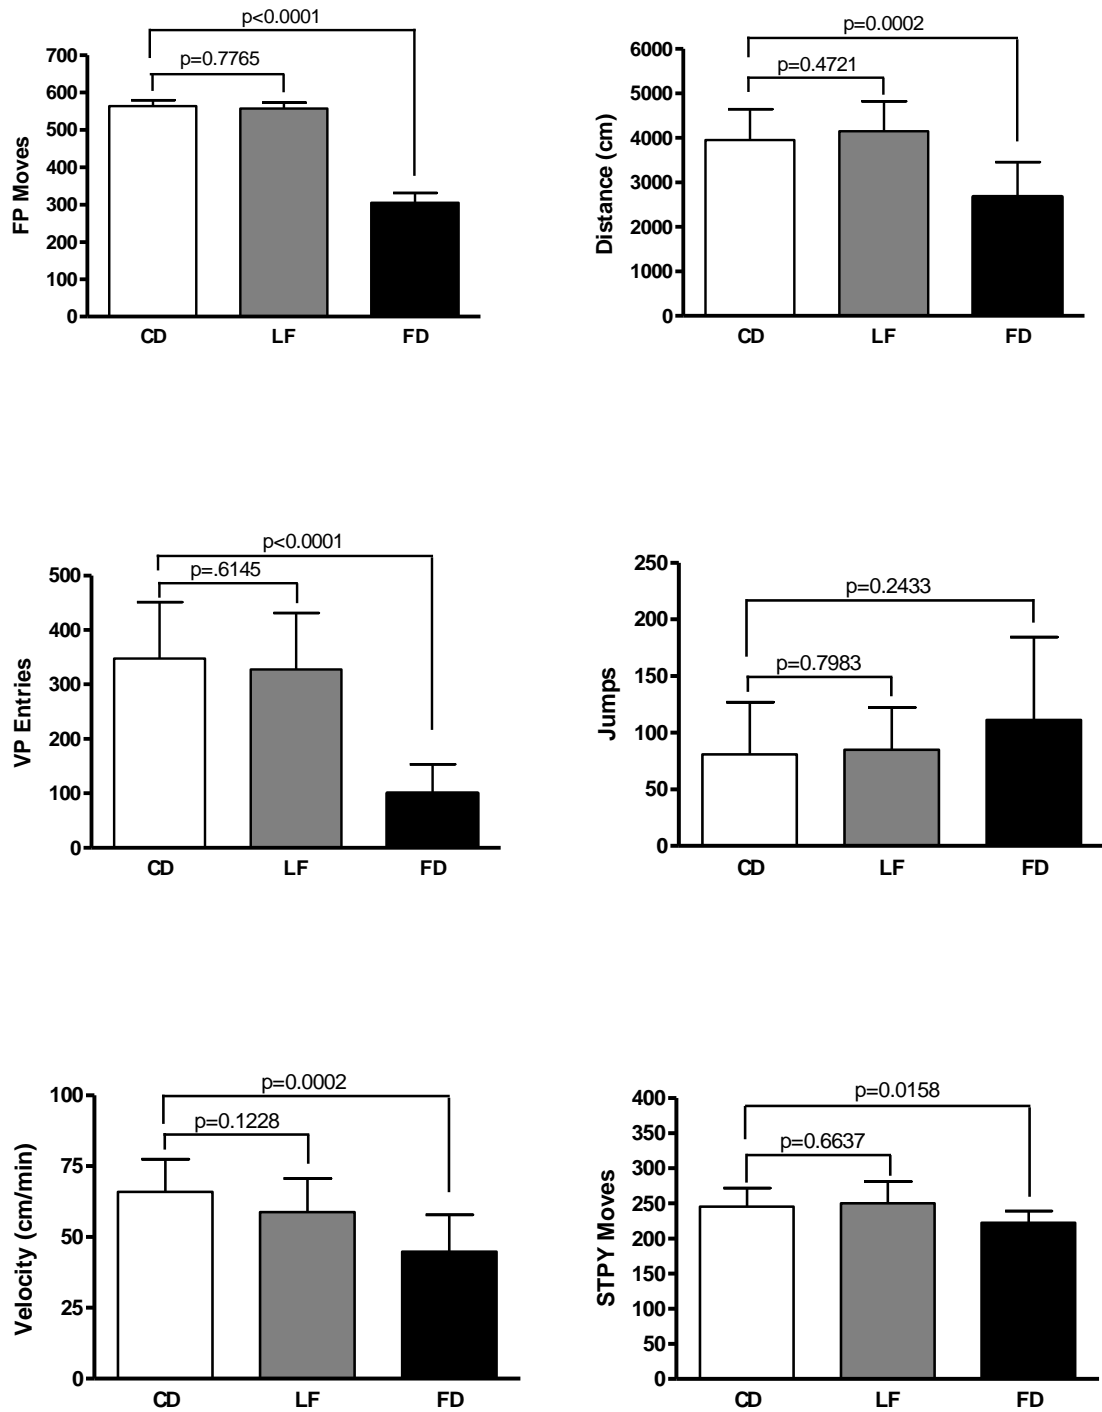 p<0.0001
p=0.7765
700
600
500
400
300
200
100
0
FP Moves
CD LF FD
p=0.0002
p=0.4721
6000
5000
4000
3000
2000
1000
0
Distance (cm)
CD LF FD
p<0.0001
p=.6145
500
400
300
200
100
0
VP Entries
CD LF FD
p=0.2433
p=0.7983
250
200
150
100
50
0
Jumps
CD LF FD
p=0.0002
p=0.1228
100
75
50
25
0
Velocity (cm/min)
CD LF FD
p=0.0158
p=0.6637
400
350
300
250
200
150
100
50
0
STPY Moves
CD LF FD